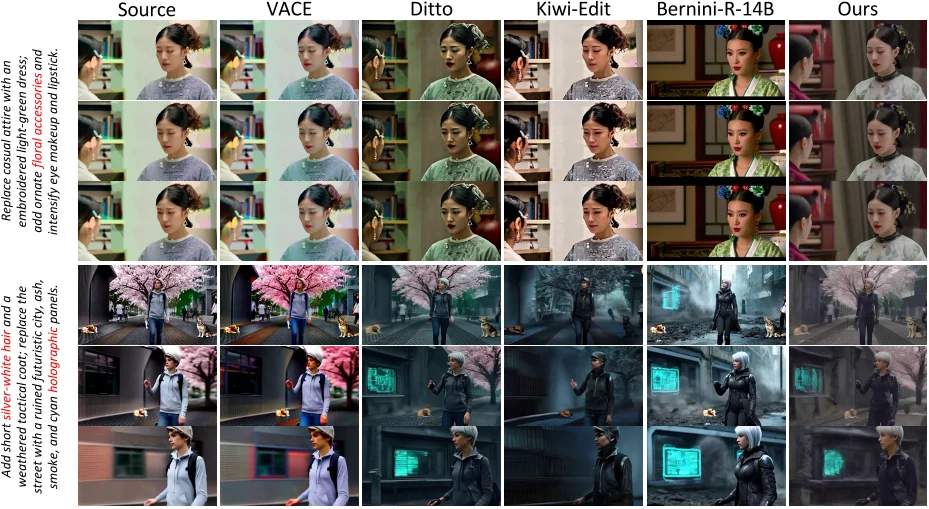 Source VACE Ditto Kiwi-Edit Bernini-R-14B Ours
Replace casual attire with an
embroidered light-green dress;
add ornate floral accessories and
intensify eye makeup and lipstick.
Add short silver-white hair and a
weathered tactical coat; replace the
street with a ruined futuristic city, ash,
smoke, and cyan holographic panels.